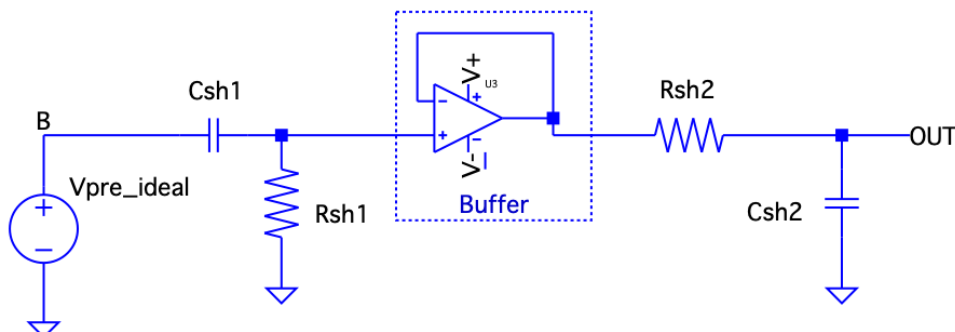 V+
U3
Csh1
Rsh2
B
OUT
Vpre_ideal
V-
Rsh1
Buffer
Csh2